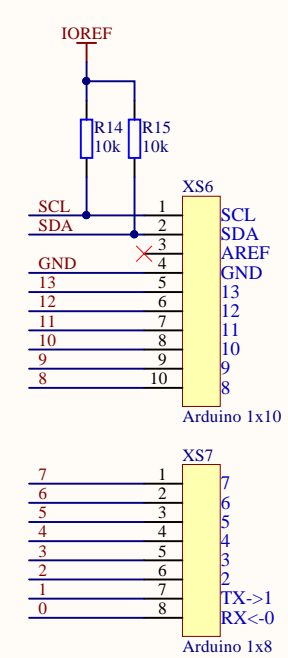 IOREF
R14 R15
10k 10k
XS6
SCL 1 SCL
SDA 2 SDA
3 AREF
GND 4 GND
13 5 13
12 6 12
11 7 11
10 8 10
9 9 9
8 10 8
Arduino 1x10
XS7
7 1 7
6 2 6
5 3 5
4 4 4
3 5 3
2 6 2
1 7 TX->1
0 8 RX<-0
Arduino 1x8